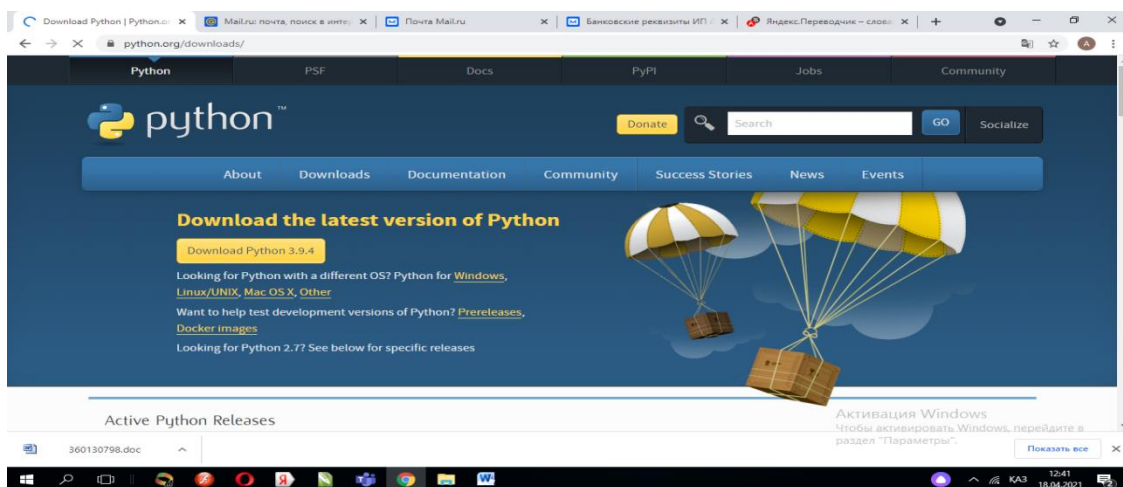 Download Python | Python.or
Mail.ru: почта, поиск в интер
Почта Mail.ru
Банковские реквизиты ИП
Яндекс.Переводчик – слова
python.org/downloads/
A
Python PSF Docs PyPI Jobs Community
python™
Donate
Search
GO
Socialize
About Downloads Documentation Community Success Stories News Events
Download the latest version of Python
Download Python 3.9.4
Looking for Python with a different OS? Python for Windows,
Linux/UNIX, Mac OS X, Other
Want to help test development versions of Python? Prereleases,
Docker images
Looking for Python 2.7? See below for specific releases
Active Python Releases
Активация Windows
Чтобы активировать Windows, перейдите в
раздел "Параметры".
360130798.doc
Показать все
ҚАЗ
12:41
18.04.2021